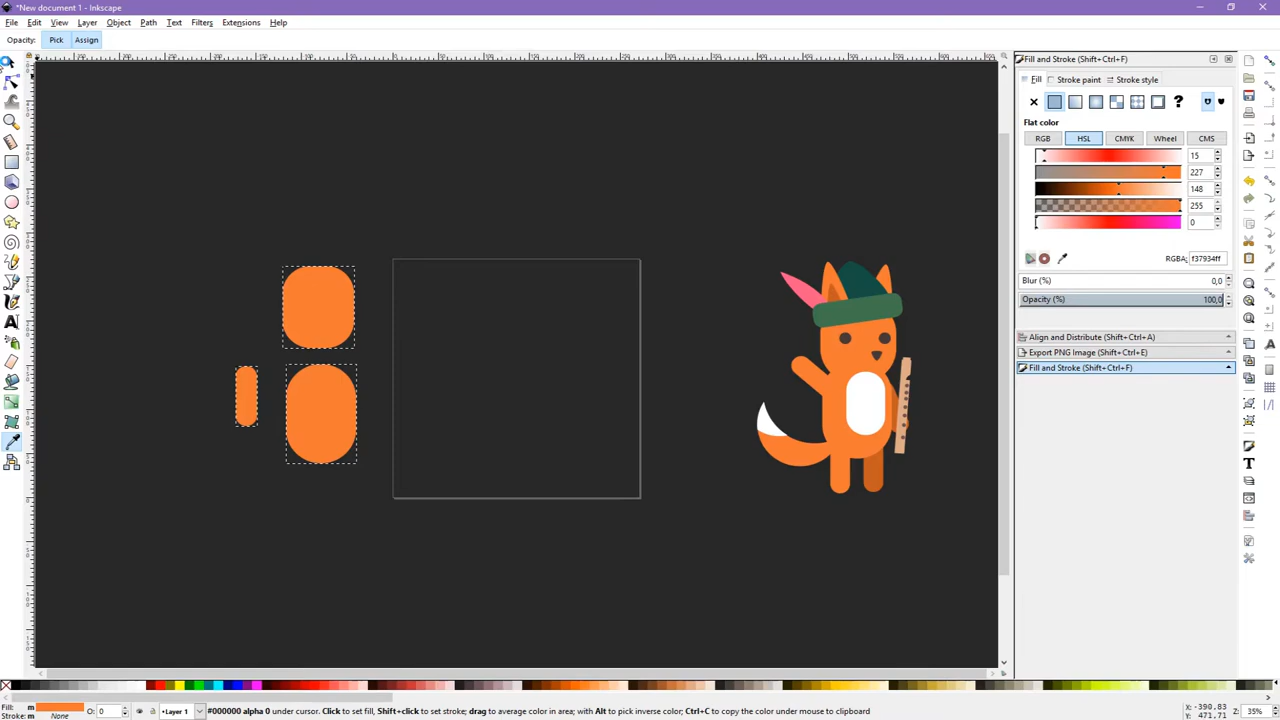 *New document 1 - Inkscape
File Edit View Layer Object Path Text Filters Extensions Help
Opacity: Pick Assign
Fill and Stroke (Shift+Ctrl+F)
Fill Stroke paint Stroke style
?
Flat color
RGB HSL CMYK Wheel CMS
15
227
148
255
0
RGBA: f37934ff
Blur (%) 0,0
Opacity (%) 100,0
Align and Distribute (Shift+Ctrl+A)
Export PNG Image (Shift+Ctrl+E)
Fill and Stroke (Shift+Ctrl+F)
Fill: m O: 0 Layer 1 #000000 alpha 0 under cursor. Click to set fill, Shift+click to set stroke; drag to average color in area; with Alt to pick inverse color; Ctrl+C to copy the color under mouse to clipboard X: -390.83 Z: 35%
Stroke: m None Y: 471.71